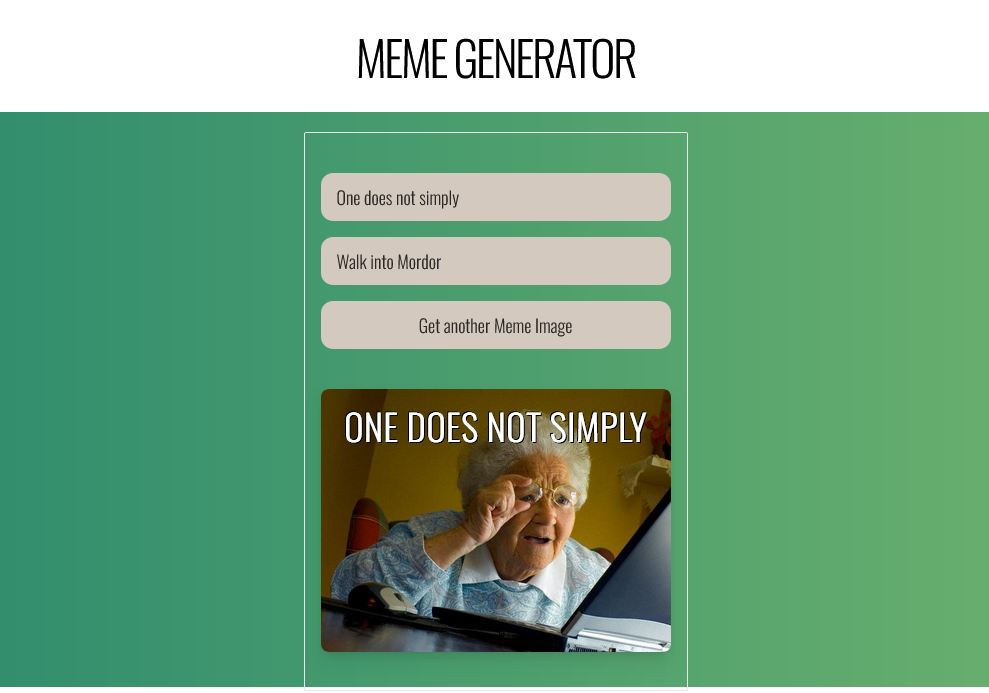 MEME GENERATOR
One does not simply
Walk into Mordor
Get another Meme Image
ONE DOES NOT SIMPLY